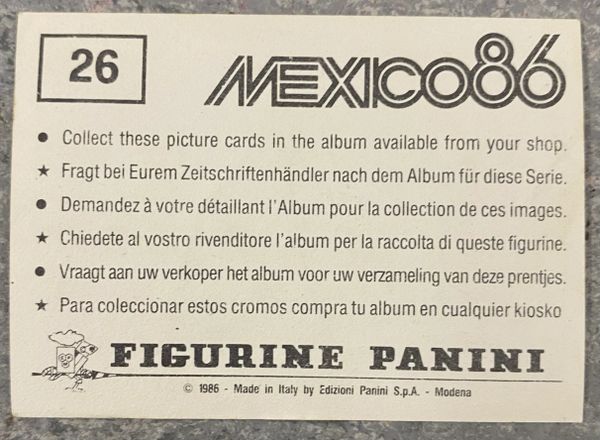 26
MEXICO86
● Collect these picture cards in the album available from your shop.
★ Fragt bei Eurem Zeitschriftenhändler nach dem Album für diese Serie.
● Demandez à votre détaillant l'Album pour la collection de ces images.
★ Chiedete al vostro rivenditore l'album per la raccolta di queste figurine.
● Vraagt aan uw verkoper het album voor uw verzameling van deze prentjes.
★ Para coleccionar estos cromos compra tu album en cualquier kiosko
FIGURINE PANINI
© 1986 - Made in Italy by Edizioni Panini S.p.A. - Modena